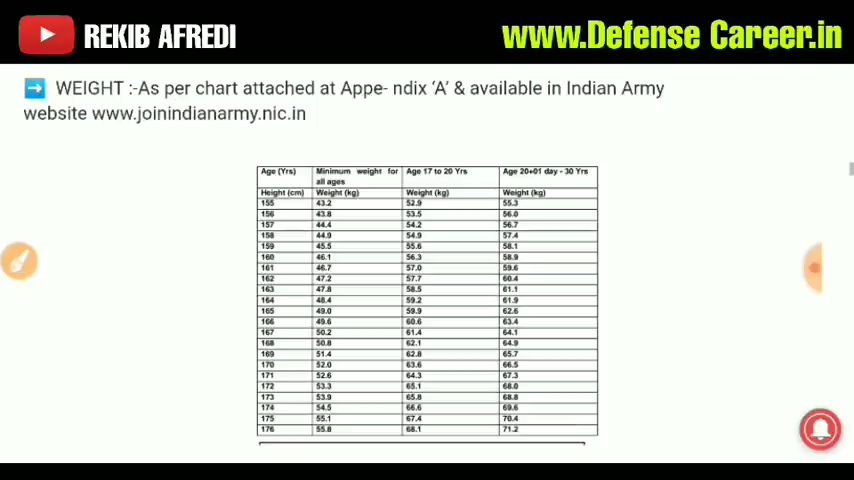 REKIB AFREDI
www.Defense Career.in
WEIGHT :-As per chart attached at Appe- ndix ‘A’ & available in Indian Army
website www.joinindianarmy.nic.in
Age (Yrs) Minimum weight for all ages Age 17 to 20 Yrs Age 20+01 day - 30 Yrs
Height (cm) Weight (kg) Weight (kg) Weight (kg)
155 43.2 52.9 55.3
156 43.8 53.5 56.0
157 44.4 54.2 56.7
158 44.9 54.9 57.4
159 45.5 55.6 58.1
160 46.1 56.3 58.9
161 46.7 57.0 59.6
162 47.2 57.7 60.4
163 47.8 58.5 61.1
164 48.4 59.2 61.9
165 49.0 59.9 62.6
166 49.6 60.6 63.4
167 50.2 61.4 64.1
168 50.8 62.1 64.9
169 51.4 62.8 65.7
170 52.0 63.6 66.5
171 52.6 64.3 67.3
172 53.3 65.1 68.0
173 53.9 65.8 68.8
174 54.5 66.6 69.6
175 55.1 67.4 70.4
176 55.8 68.1 71.2